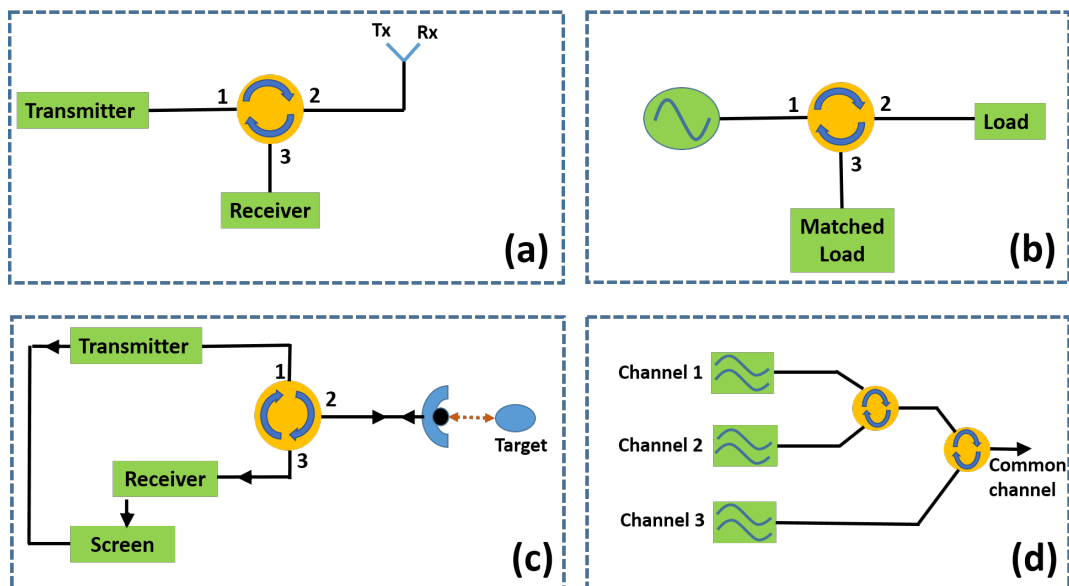 Tx Rx
Transmitter 1 2
3
Receiver
(a)
1 2
Load
3
Matched
Load
(b)
Transmitter
1
2
Target
3
Receiver
Screen
(c)
Channel 1
Channel 2
Common
channel
Channel 3
(d)